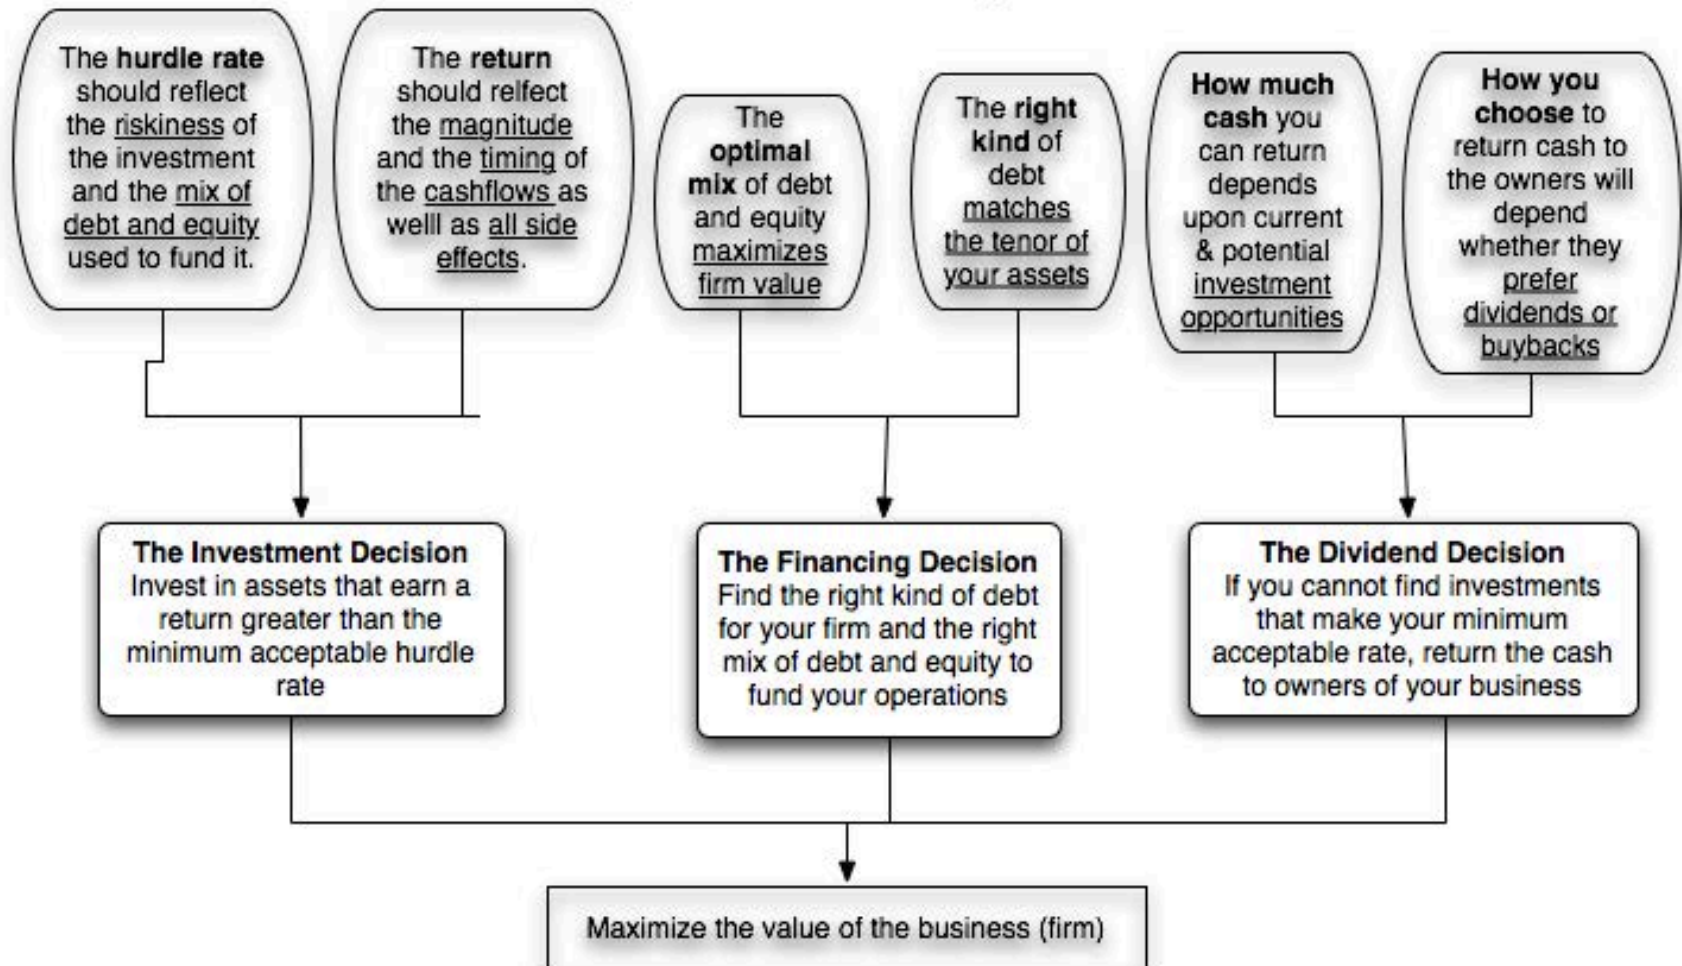 The hurdle rate
should reflect
the riskiness of
the investment
and the mix of
debt and equity
used to fund it.
The return
should relfect
the magnitude
and the timing of
the cashflows as
welll as all side
effects.
The
optimal
mix of debt
and equity
maximizes
firm value
The right
kind of
debt
matches
the tenor of
your assets
How much
cash you
can return
depends
upon current
& potential
investment
opportunities
How you
choose to
return cash to
the owners will
depend
whether they
prefer
dividends or
buybacks
The Investment Decision
Invest in assets that earn a
return greater than the
minimum acceptable hurdle
rate
The Financing Decision
Find the right kind of debt
for your firm and the right
mix of debt and equity to
fund your operations
The Dividend Decision
If you cannot find investments
that make your minimum
acceptable rate, return the cash
to owners of your business
Maximize the value of the business (firm)